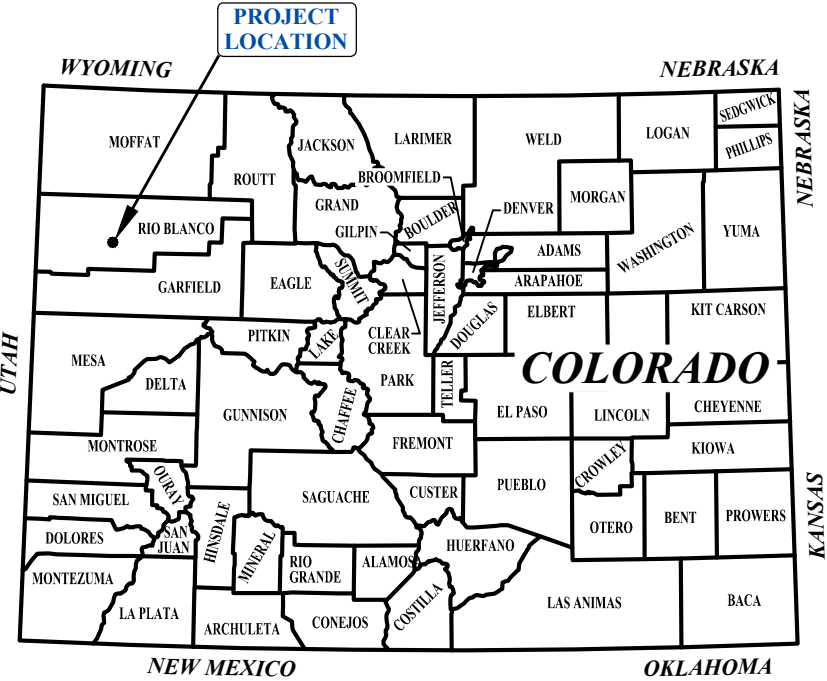 PROJECT
LOCATION
WYOMING
NEBRASKA
SEDGWICK
NEBRASKA
MOFFAT
JACKSON
LARIMER
WELD
LOGAN
PHILLIPS
ROUTT
BROOMFIELD
MORGAN
GRAND
BOULDER
DENVER
RIO BLANCO
GILPIN
WASHINGTON
YUMA
ADAMS
EAGLE
SUMMIT
JEFFERSON
ARAPAHOE
GARFIELD
ELBERT
KIT CARSON
PITKIN
LAKE
CLEAR
CREEK
DOUGLAS
UTAH
MESA
COLORADO
DELTA
PARK
TELLER
GUNNISON
CHAFFEE
EL PASO
LINCOLN
CHEYENNE
MONTROSE
FREMONT
KIOWA
OURAY
CROWLEY
SAN MIGUEL
SAGUACHE
CUSTER
PUEBLO
KANSAS
HINSDALE
OTERO
BENT
PROWERS
DOLORES
SAN
JUAN
MINERAL
HUERFANO
RIO
GRANDE
ALAMOSA
MONTEZUMA
COSTILLA
LAS ANIMAS
BACA
LA PLATA
ARCHULETA
CONEJOS
NEW MEXICO
OKLAHOMA